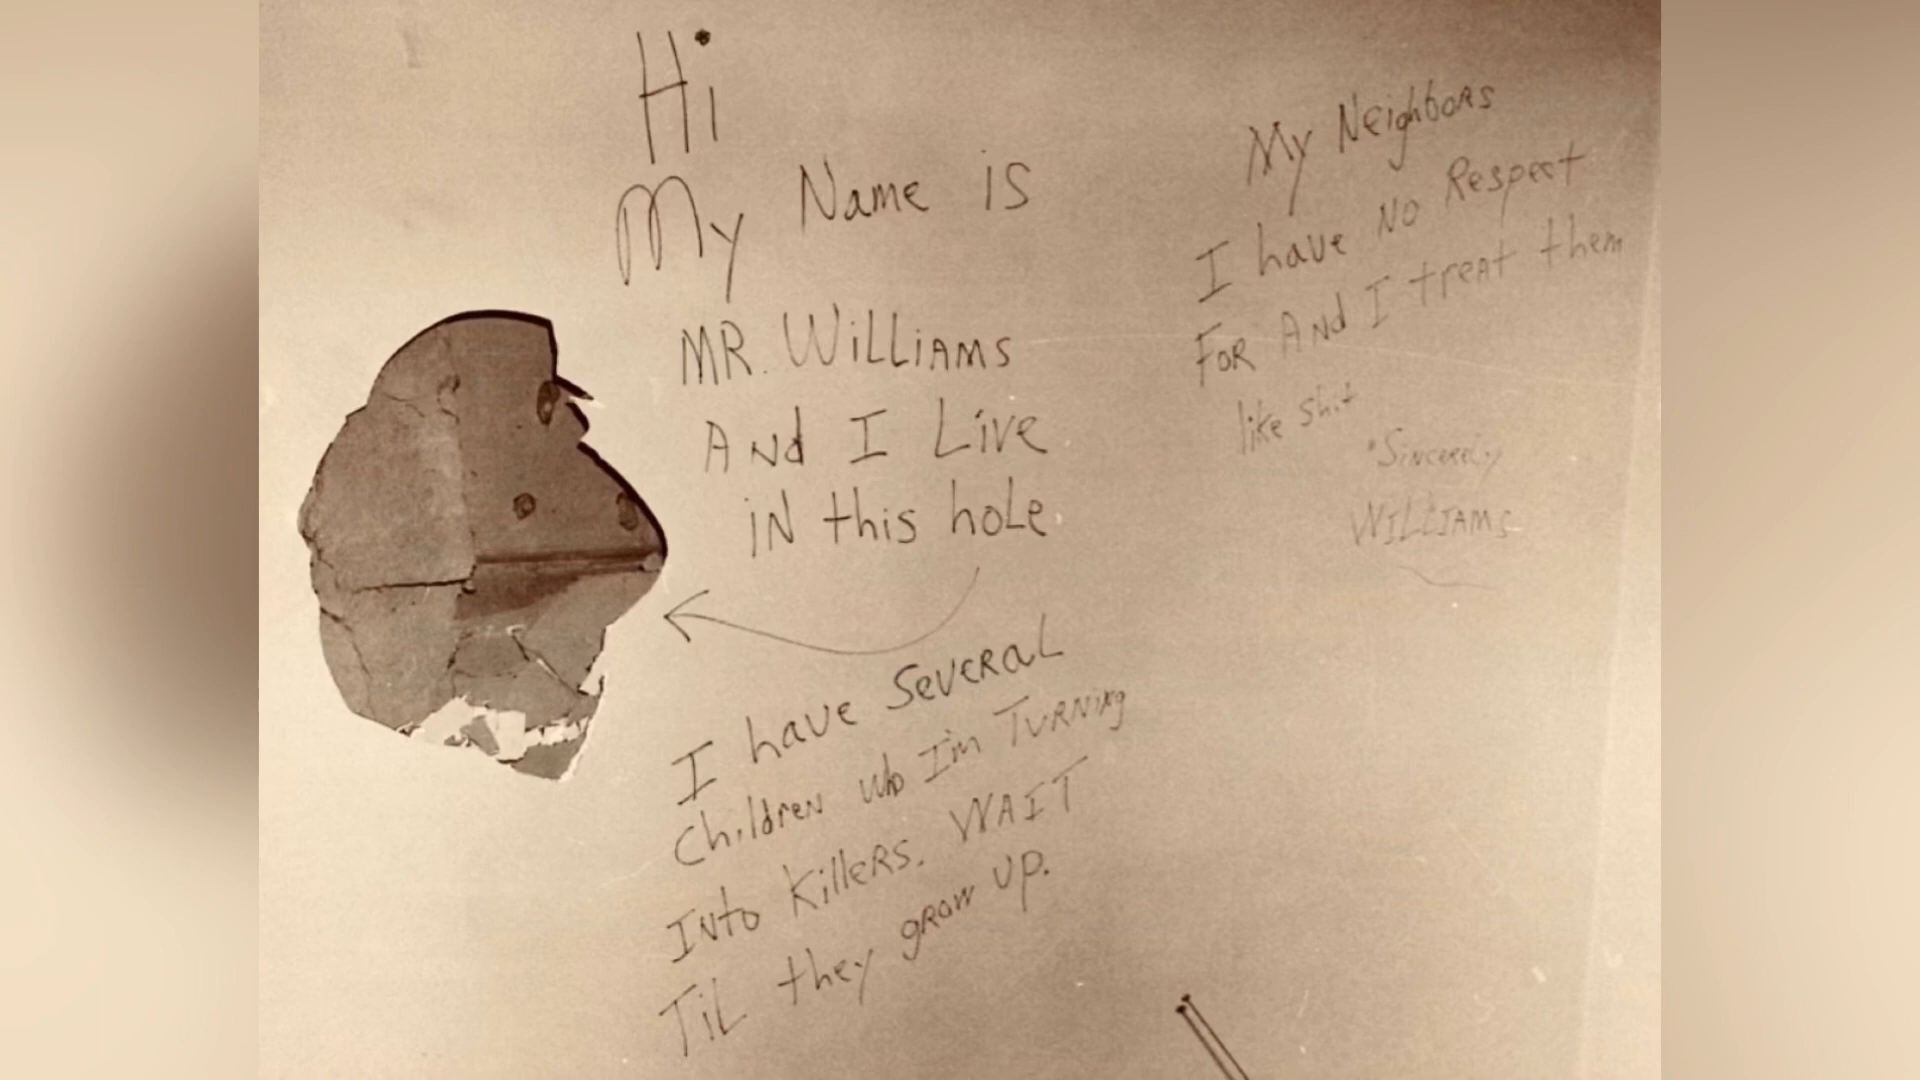 Hi
My Name is
MR. WilliAMS
ANd I Live
iN this hole.
I have Several
Children who I'm Turning
Into Killers. WAIT
Til they grow up.
My Neighbors
I have No Respect
For ANd I treat them
like shit
"Sincerely
WILLIAMS